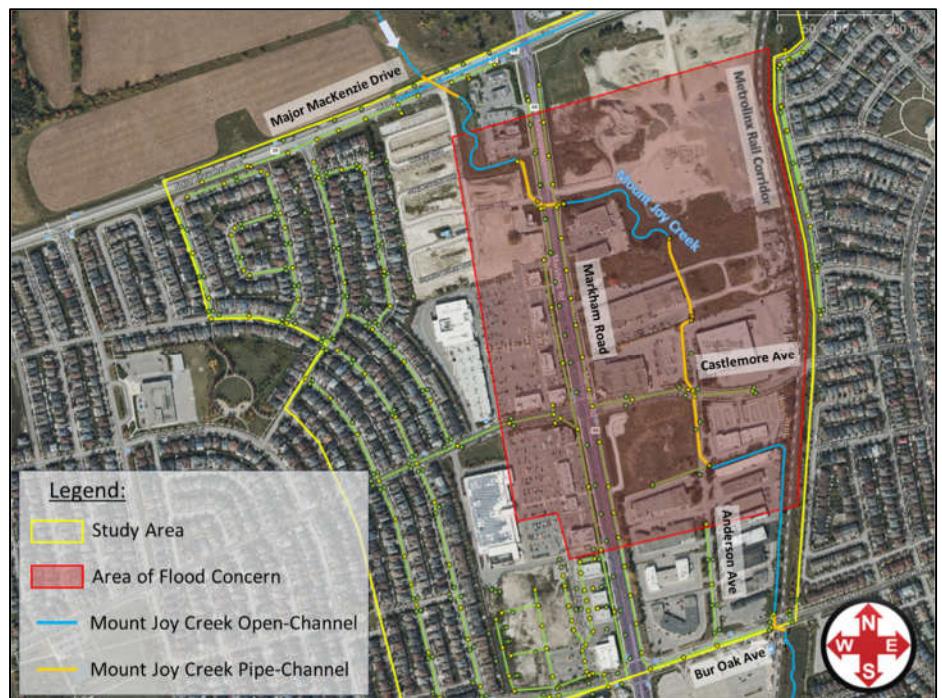 Major MacKenzie Drive
Metrolinx Rail Corridor
Mount Joy Creek
Markham Road
Castlemore Ave
Anderson Ave
Bur Oak Ave
Legend:
Study Area
Area of Flood Concern
Mount Joy Creek Open-Channel
Mount Joy Creek Pipe-Channel
N
W
E
S